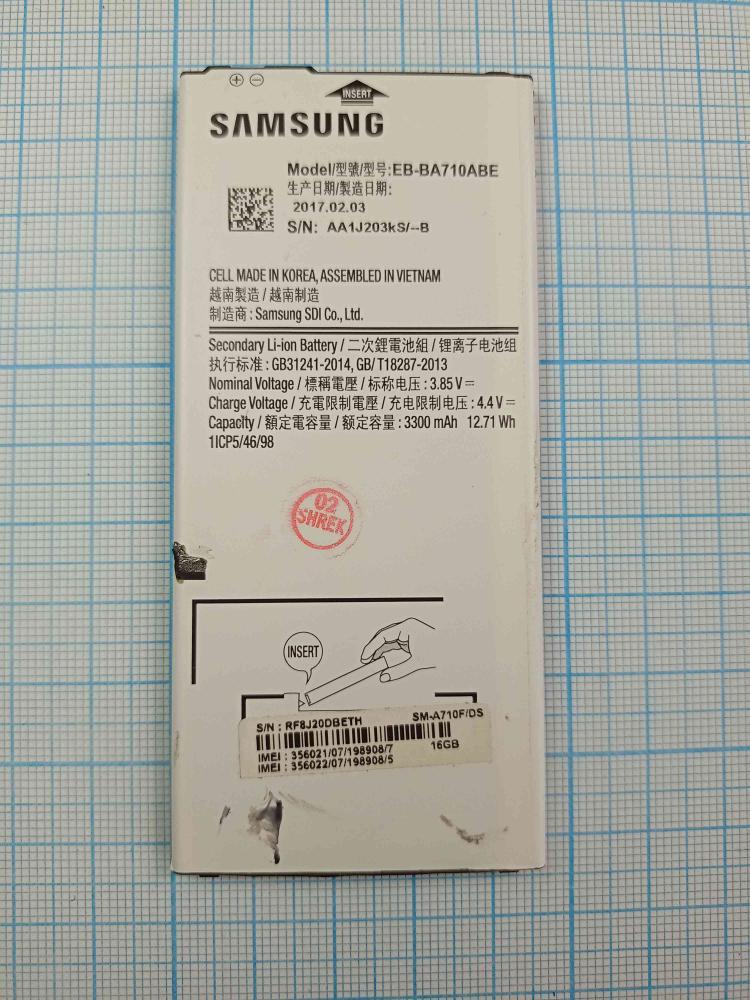 INSERT
SAMSUNG
Model/型號/型号:EB-BA710ABE
生产日期/製造日期:
2017.02.03
S/N: AA1J203kS/--B
CELL MADE IN KOREA, ASSEMBLED IN VIETNAM
越南製造 / 越南制造
制造商 : Samsung SDI Co., Ltd.
Secondary Li-ion Battery / 二次鋰電池組 / 锂离子电池组
执行标准 : GB31241-2014, GB/ T18287-2013
Nominal Voltage / 標稱電壓 / 标称电压 : 3.85 V ⎓
Charge Voltage / 充電限制電壓 / 充电限制电压 : 4.4 V ⎓
Capacity / 額定電容量 / 额定容量 : 3300 mAh 12.71 Wh
1ICP5/46/98
02
SHREK
INSERT
S/N : RF8J20DBETH SM-A710F/DS
IMEI : 356021/07/198908/7 16GB
IMEI : 356022/07/198908/5